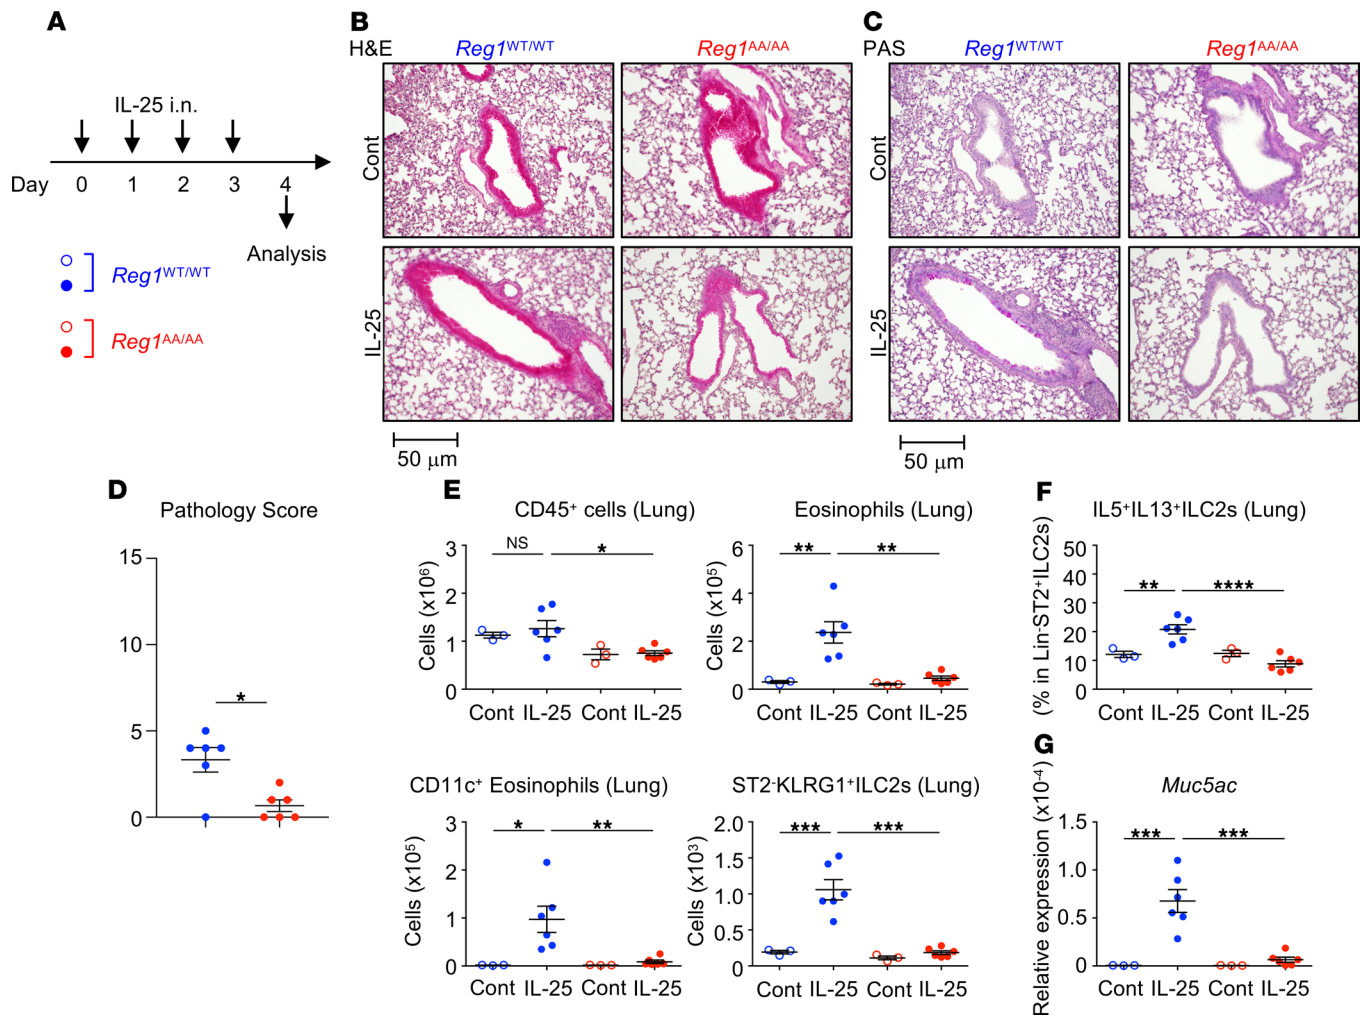 A
IL-25 i.n.
Day 0 1 2 3 4
Analysis
Reg1WT/WT
Reg1AA/AA
B
H&E Reg1WT/WT Reg1AA/AA
Cont
IL-25
50 μm
C
PAS Reg1WT/WT Reg1AA/AA
Cont
IL-25
50 μm
D
Pathology Score
15
10
5
0
*
E
CD45+ cells (Lung)
Cells (x106)
3
2
1
0
NS *
Cont IL-25 Cont IL-25
Eosinophils (Lung)
Cells (x105)
6
4
2
0
** **
Cont IL-25 Cont IL-25
CD11c+ Eosinophils (Lung)
Cells (x105)
3
2
1
0
* **
Cont IL-25 Cont IL-25
ST2-KLRG1+ILC2s (Lung)
Cells (x103)
2.0
1.5
1.0
0.5
0
*** ***
Cont IL-25 Cont IL-25
F
IL5+IL13+ILC2s (Lung)
(% in Lin-ST2+ILC2s)
50
40
30
20
10
0
** ****
Cont IL-25 Cont IL-25
G
Muc5ac
Relative expression (x10-4)
1.5
1.0
0.5
0
*** ***
Cont IL-25 Cont IL-25